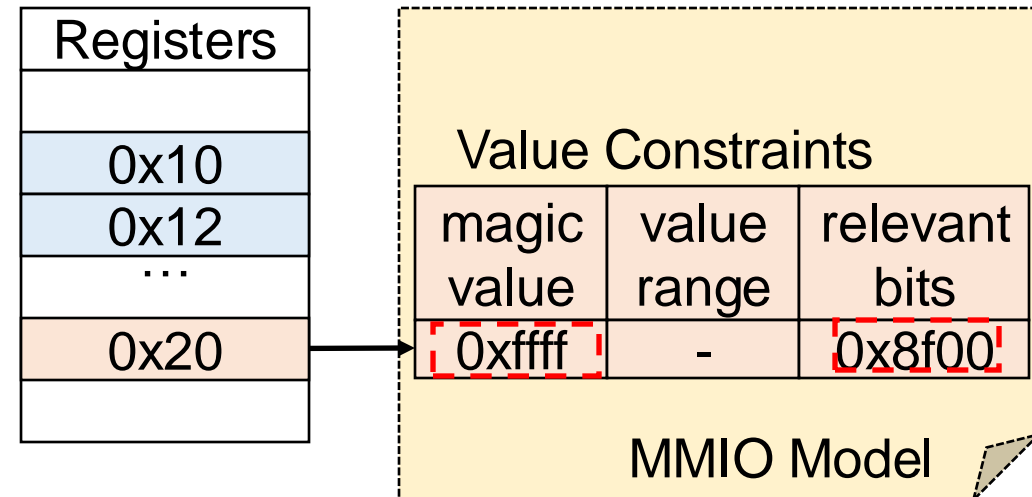 Registers
0x10
0x12
...
0x20
Value Constraints
magic value
value range
relevant bits
0xffff
-
0x8f00
MMIO Model